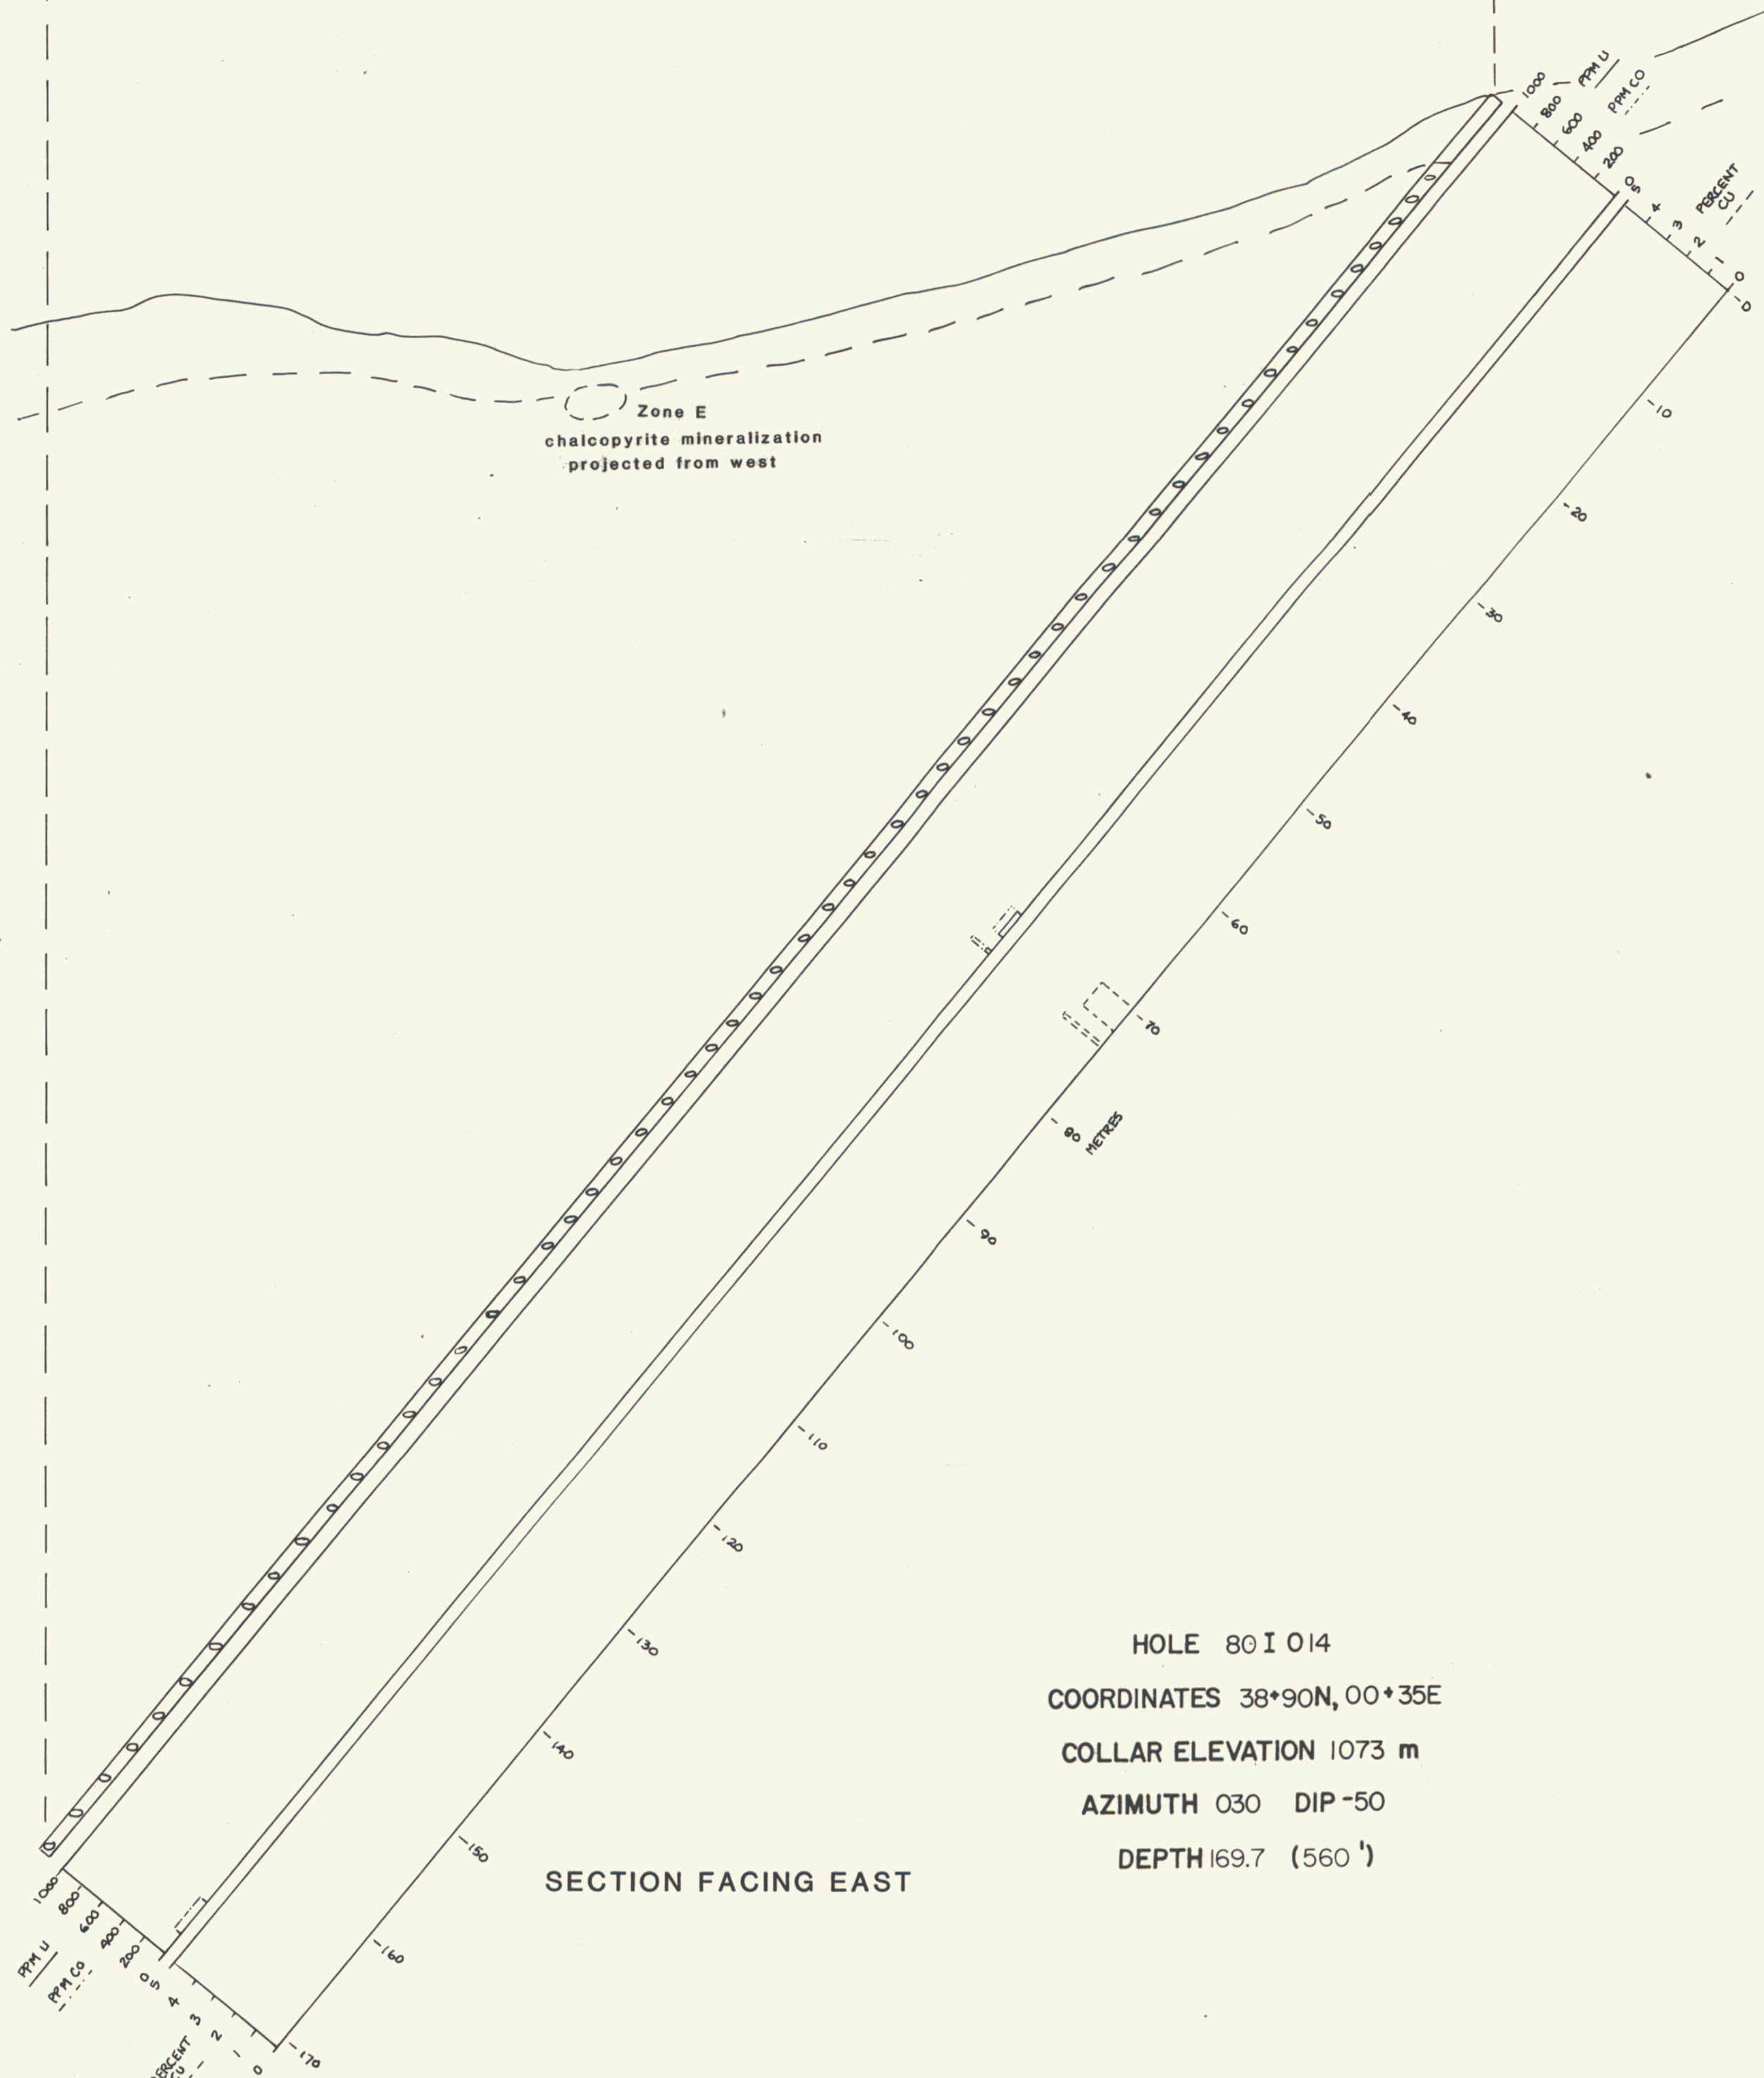 1000
800
600
400
200
0
PPM U
PPM CO
5
4
3
2
1
0
PERCENT
CU
-0
-10
-20
-30
-40
-50
-60
-70
-80
METRES
-90
-100
-110
-120
-130
-140
-150
-160
-170
Zone E
chalcopyrite mineralization
projected from west
HOLE 80 I 014
COORDINATES 38+90N, 00+35E
COLLAR ELEVATION 1073 m
AZIMUTH 030 DIP -50
DEPTH 169.7 (560 ')
SECTION FACING EAST
1000
800
600
400
200
0
PPM U
PPM CO
5
4
3
2
1
0
PERCENT
CU